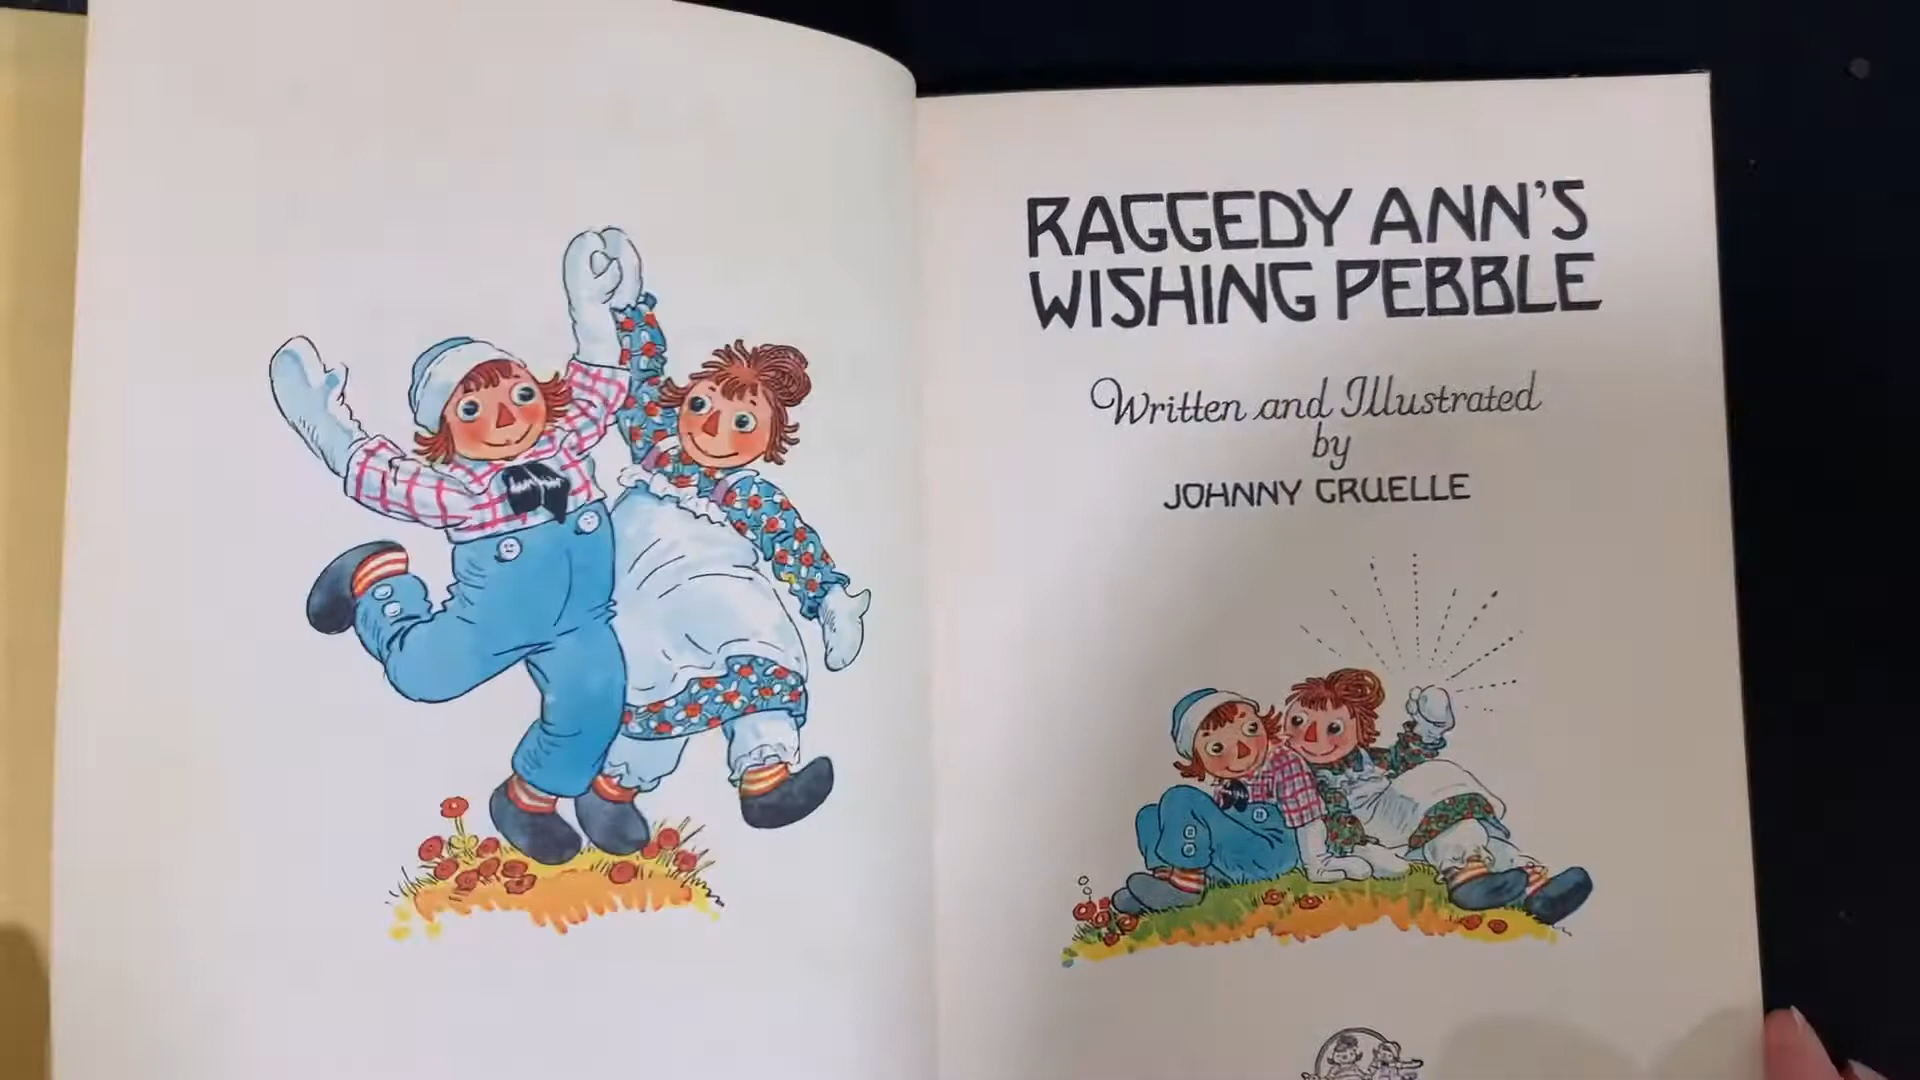 RAGGEDY ANN'S
WISHING PEBBLE
Written and Illustrated
by
JOHNNY GRUELLE